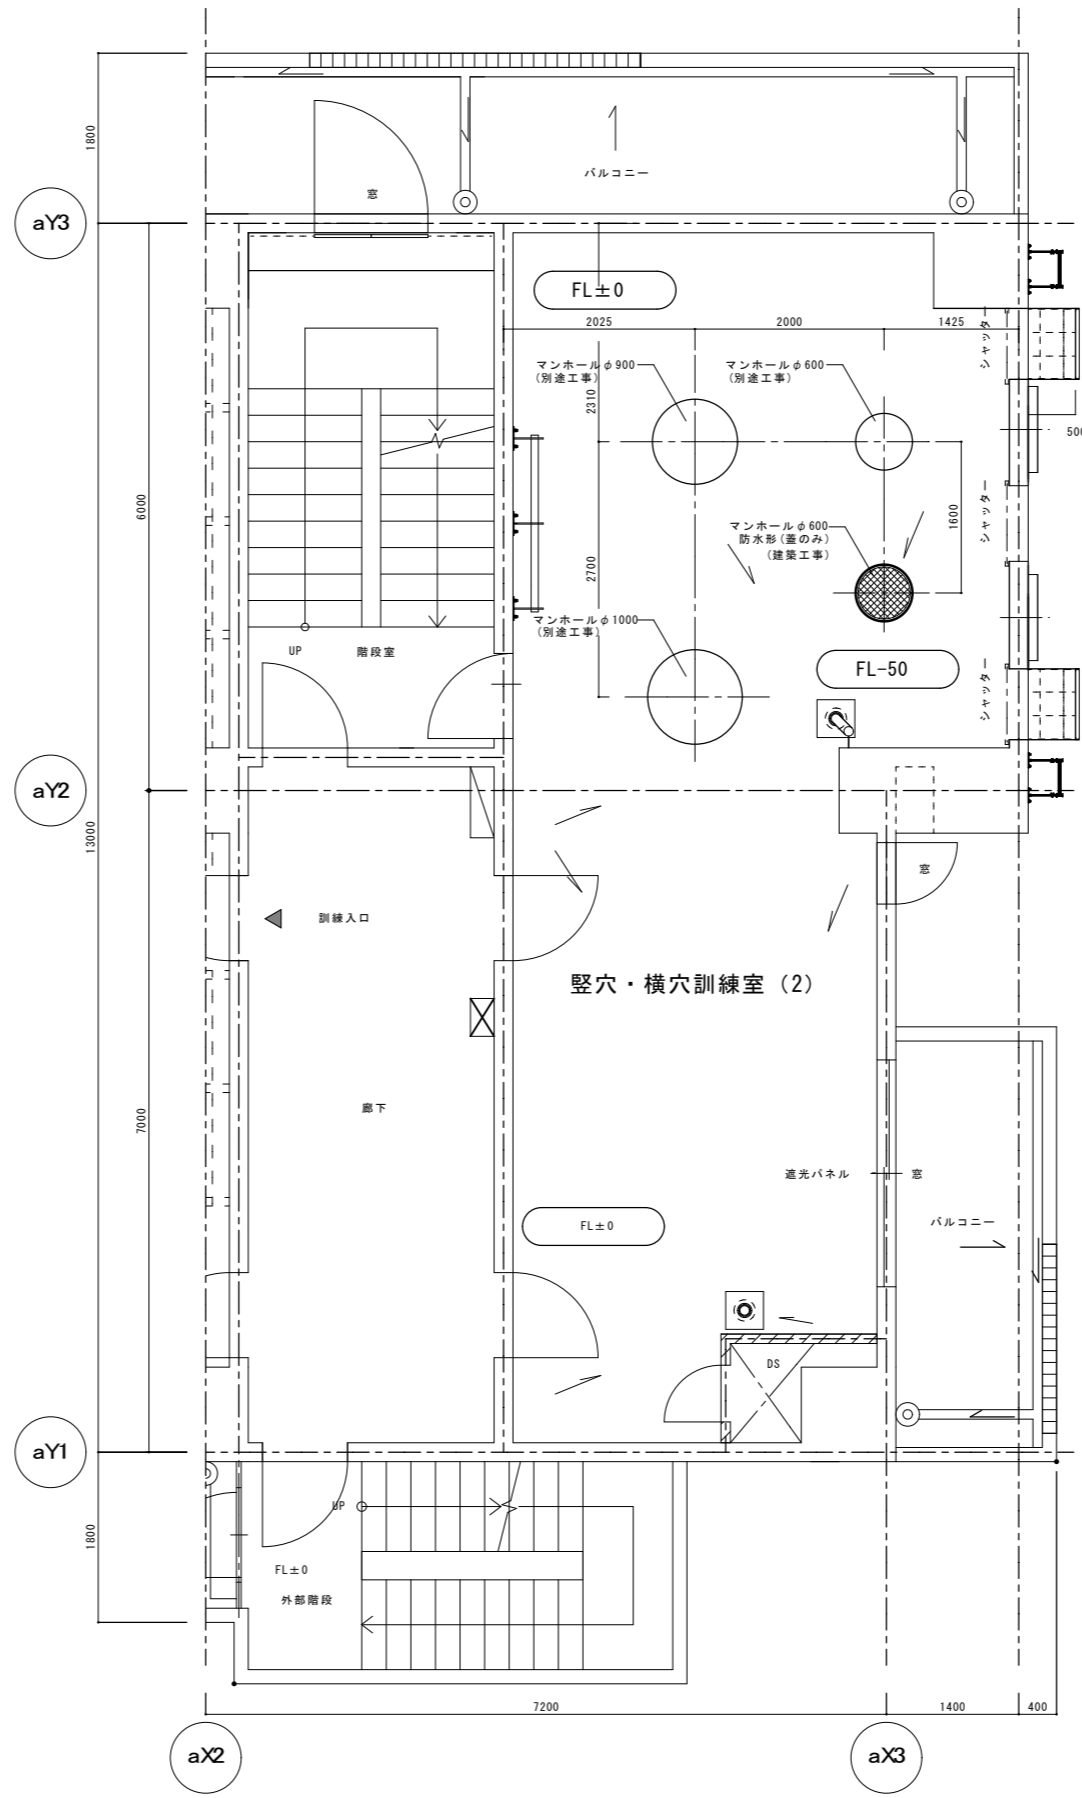 1800
バルコニー
窓
aY3
FL±0
2025
2000
1425
シャッター
マンホールφ900
(別途工事)
マンホールφ600
(別途工事)
2310
500
6000
シャッター
1600
マンホールφ600
防水形(蓋のみ)
(建築工事)
2700
マンホールφ1000
(別途工事)
UP
階段室
FL-50
シャッター
aY2
13000
窓
訓練入口
竪穴・横穴訓練室(2)
7000
廊下
遮光パネル
窓
バルコニー
FL±0
DS
aY1
UP
1800
FL±0
外部階段
7200
1400
400
aX2
aX3